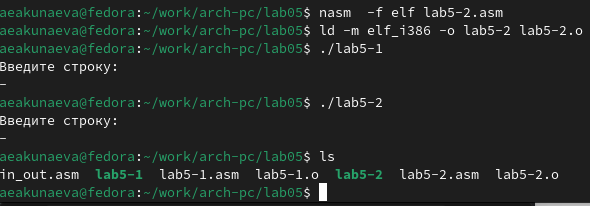 aeakunaeva@fedora:~/work/arch-pc/lab05$ nasm  -f elf lab5-2.asm
aeakunaeva@fedora:~/work/arch-pc/lab05$ ld -m elf_i386 -o lab5-2 lab5-2.o
aeakunaeva@fedora:~/work/arch-pc/lab05$ ./lab5-1
Введите строку:
-
aeakunaeva@fedora:~/work/arch-pc/lab05$ ./lab5-2
Введите строку:
-
aeakunaeva@fedora:~/work/arch-pc/lab05$ ls
in_out.asm  lab5-1  lab5-1.asm  lab5-1.o  lab5-2  lab5-2.asm  lab5-2.o
aeakunaeva@fedora:~/work/arch-pc/lab05$